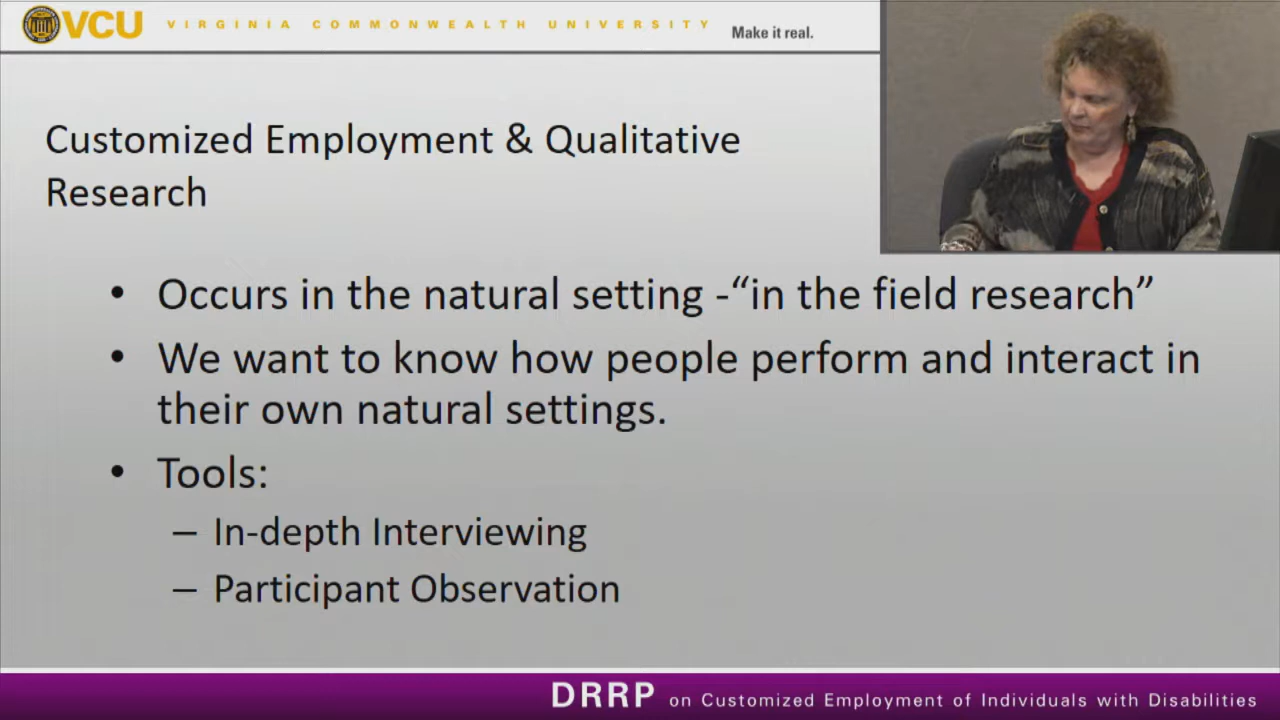 VCU VIRGINIA COMMONWEALTH UNIVERSITY Make it real.
Customized Employment & Qualitative
Research
• Occurs in the natural setting -“in the field research”
• We want to know how people perform and interact in
their own natural settings.
• Tools:
– In-depth Interviewing
– Participant Observation
DRRP on Customized Employment of Individuals with Disabilities